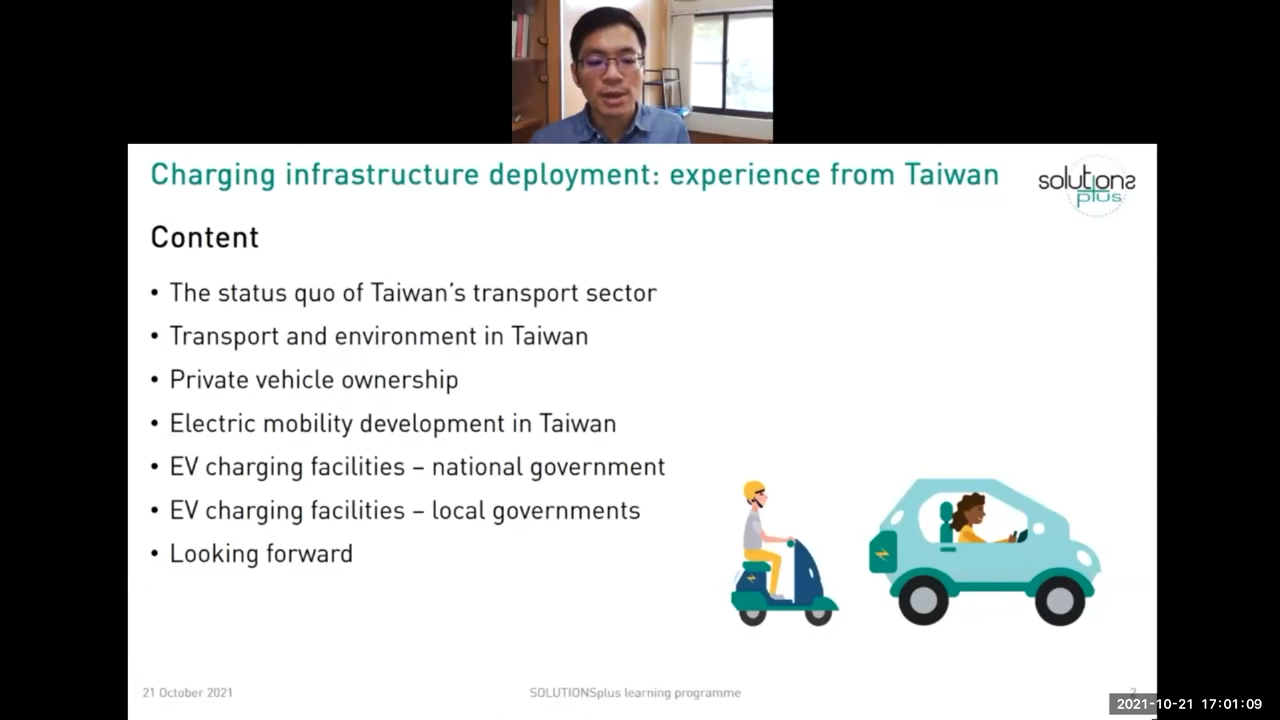 Charging infrastructure deployment: experience from Taiwan
solutions
plus
Content
• The status quo of Taiwan's transport sector
• Transport and environment in Taiwan
• Private vehicle ownership
• Electric mobility development in Taiwan
• EV charging facilities – national government
• EV charging facilities – local governments
• Looking forward
21 October 2021
SOLUTIONSplus learning programme
2
2021-10-21 17:01:09